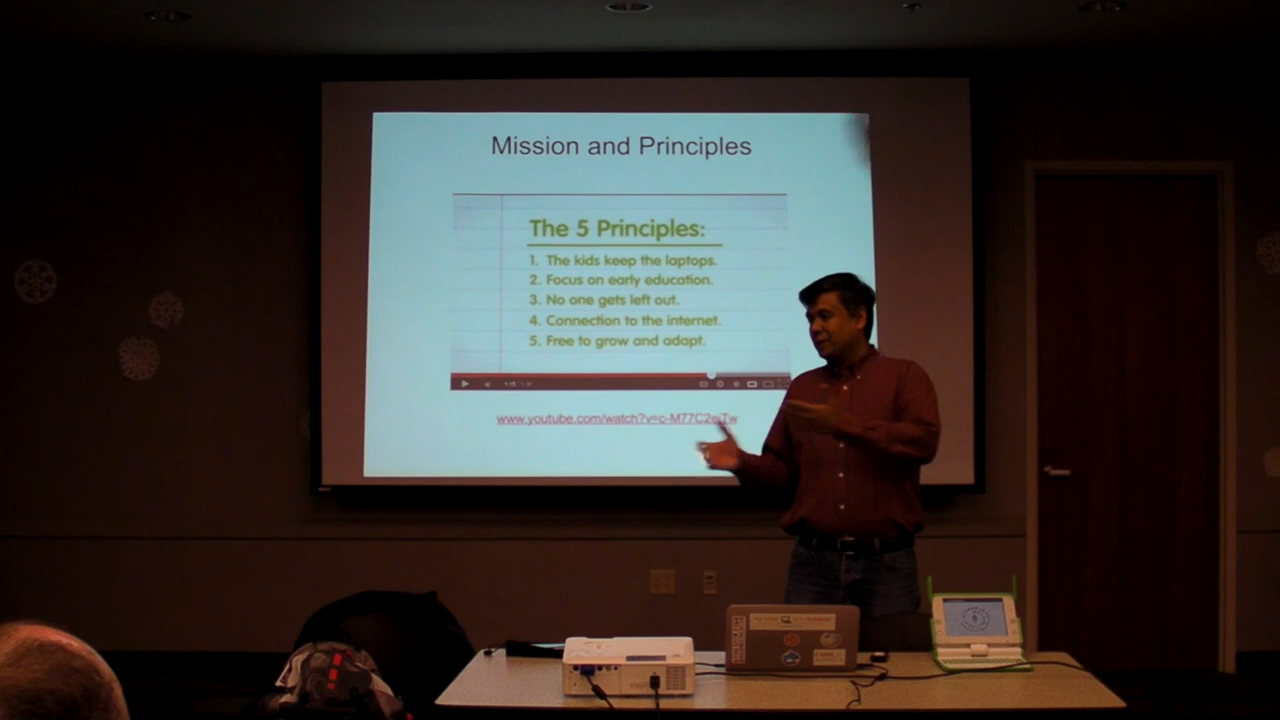 Mission and Principles
The 5 Principles:
1. The kids keep the laptops.
2. Focus on early education.
3. No one gets left out.
4. Connection to the internet.
5. Free to grow and adapt.